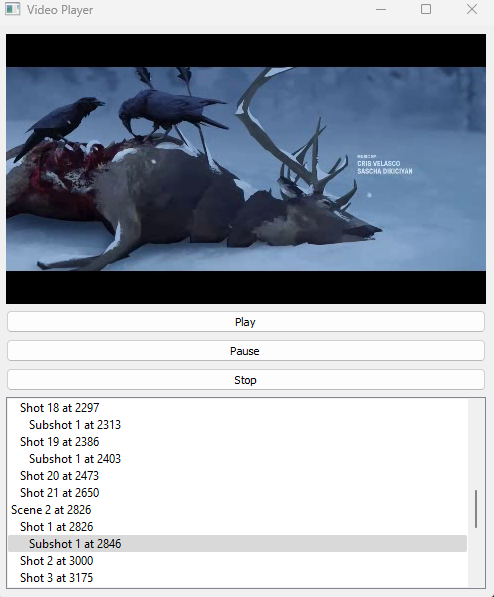 Video Player
MUSIC BY
CRIS VELASCO
SASCHA DIKICIYAN
Play
Pause
Stop
Shot 18 at 2297
Subshot 1 at 2313
Shot 19 at 2386
Subshot 1 at 2403
Shot 20 at 2473
Shot 21 at 2650
Scene 2 at 2826
Shot 1 at 2826
Subshot 1 at 2846
Shot 2 at 3000
Shot 3 at 3175